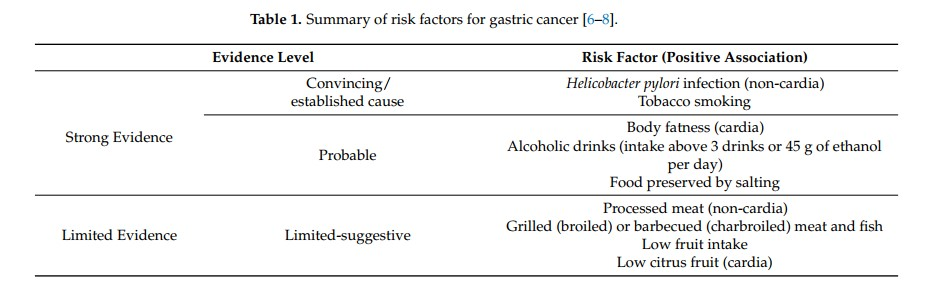 Table 1. Summary of risk factors for gastric cancer [6–8].
Evidence Level
Risk Factor (Positive Association)
Strong Evidence
Convincing/
established cause
Helicobacter pylori infection (non-cardia)
Tobacco smoking
Probable
Body fatness (cardia)
Alcoholic drinks (intake above 3 drinks or 45 g of ethanol
per day)
Food preserved by salting
Limited Evidence
Limited-suggestive
Processed meat (non-cardia)
Grilled (broiled) or barbecued (charbroiled) meat and fish
Low fruit intake
Low citrus fruit (cardia)